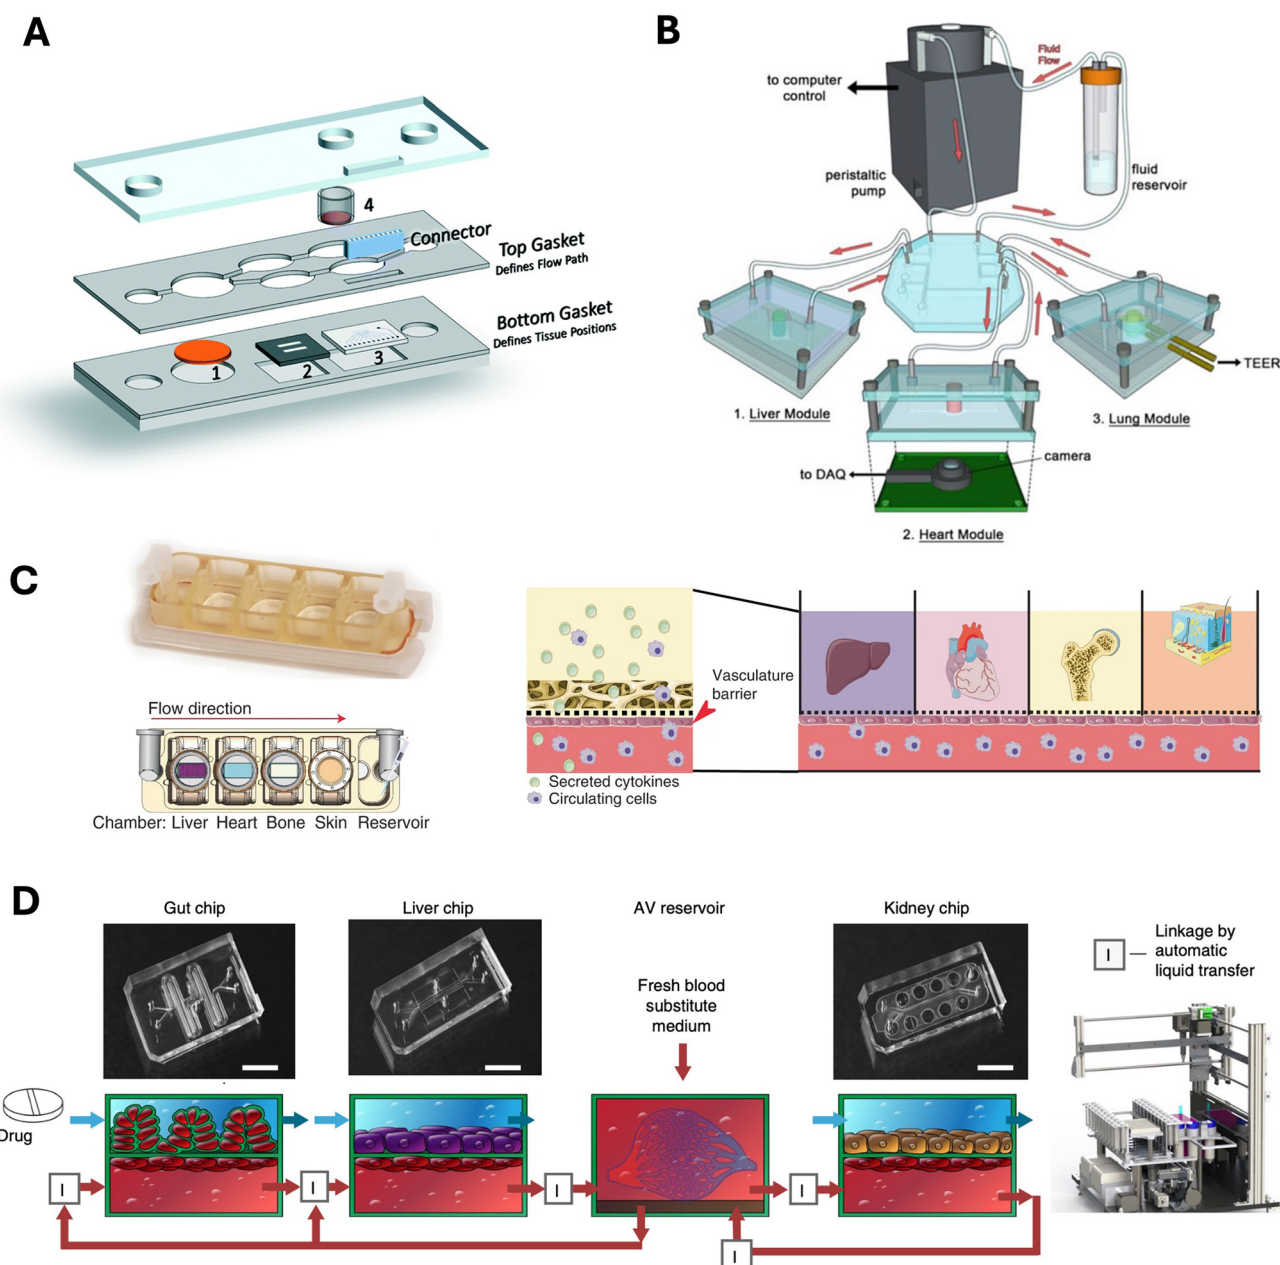 A
4
Connector
Top Gasket
Defines Flow Path
Bottom Gasket
Defines Tissue Positions
1
2
3
B
Fluid
Flow
to computer
control
peristaltic
pump
fluid
reservoir
TEER
1. Liver Module
3. Lung Module
camera
to DAQ
2. Heart Module
C
Flow direction
Chamber: Liver Heart Bone Skin Reservoir
Vasculature
barrier
Secreted cytokines
Circulating cells
D
Gut chip
Liver chip
AV reservoir
Kidney chip
Fresh blood
substitute
medium
I
Linkage by
automatic
liquid transfer
Drug
I
I
I
I
I